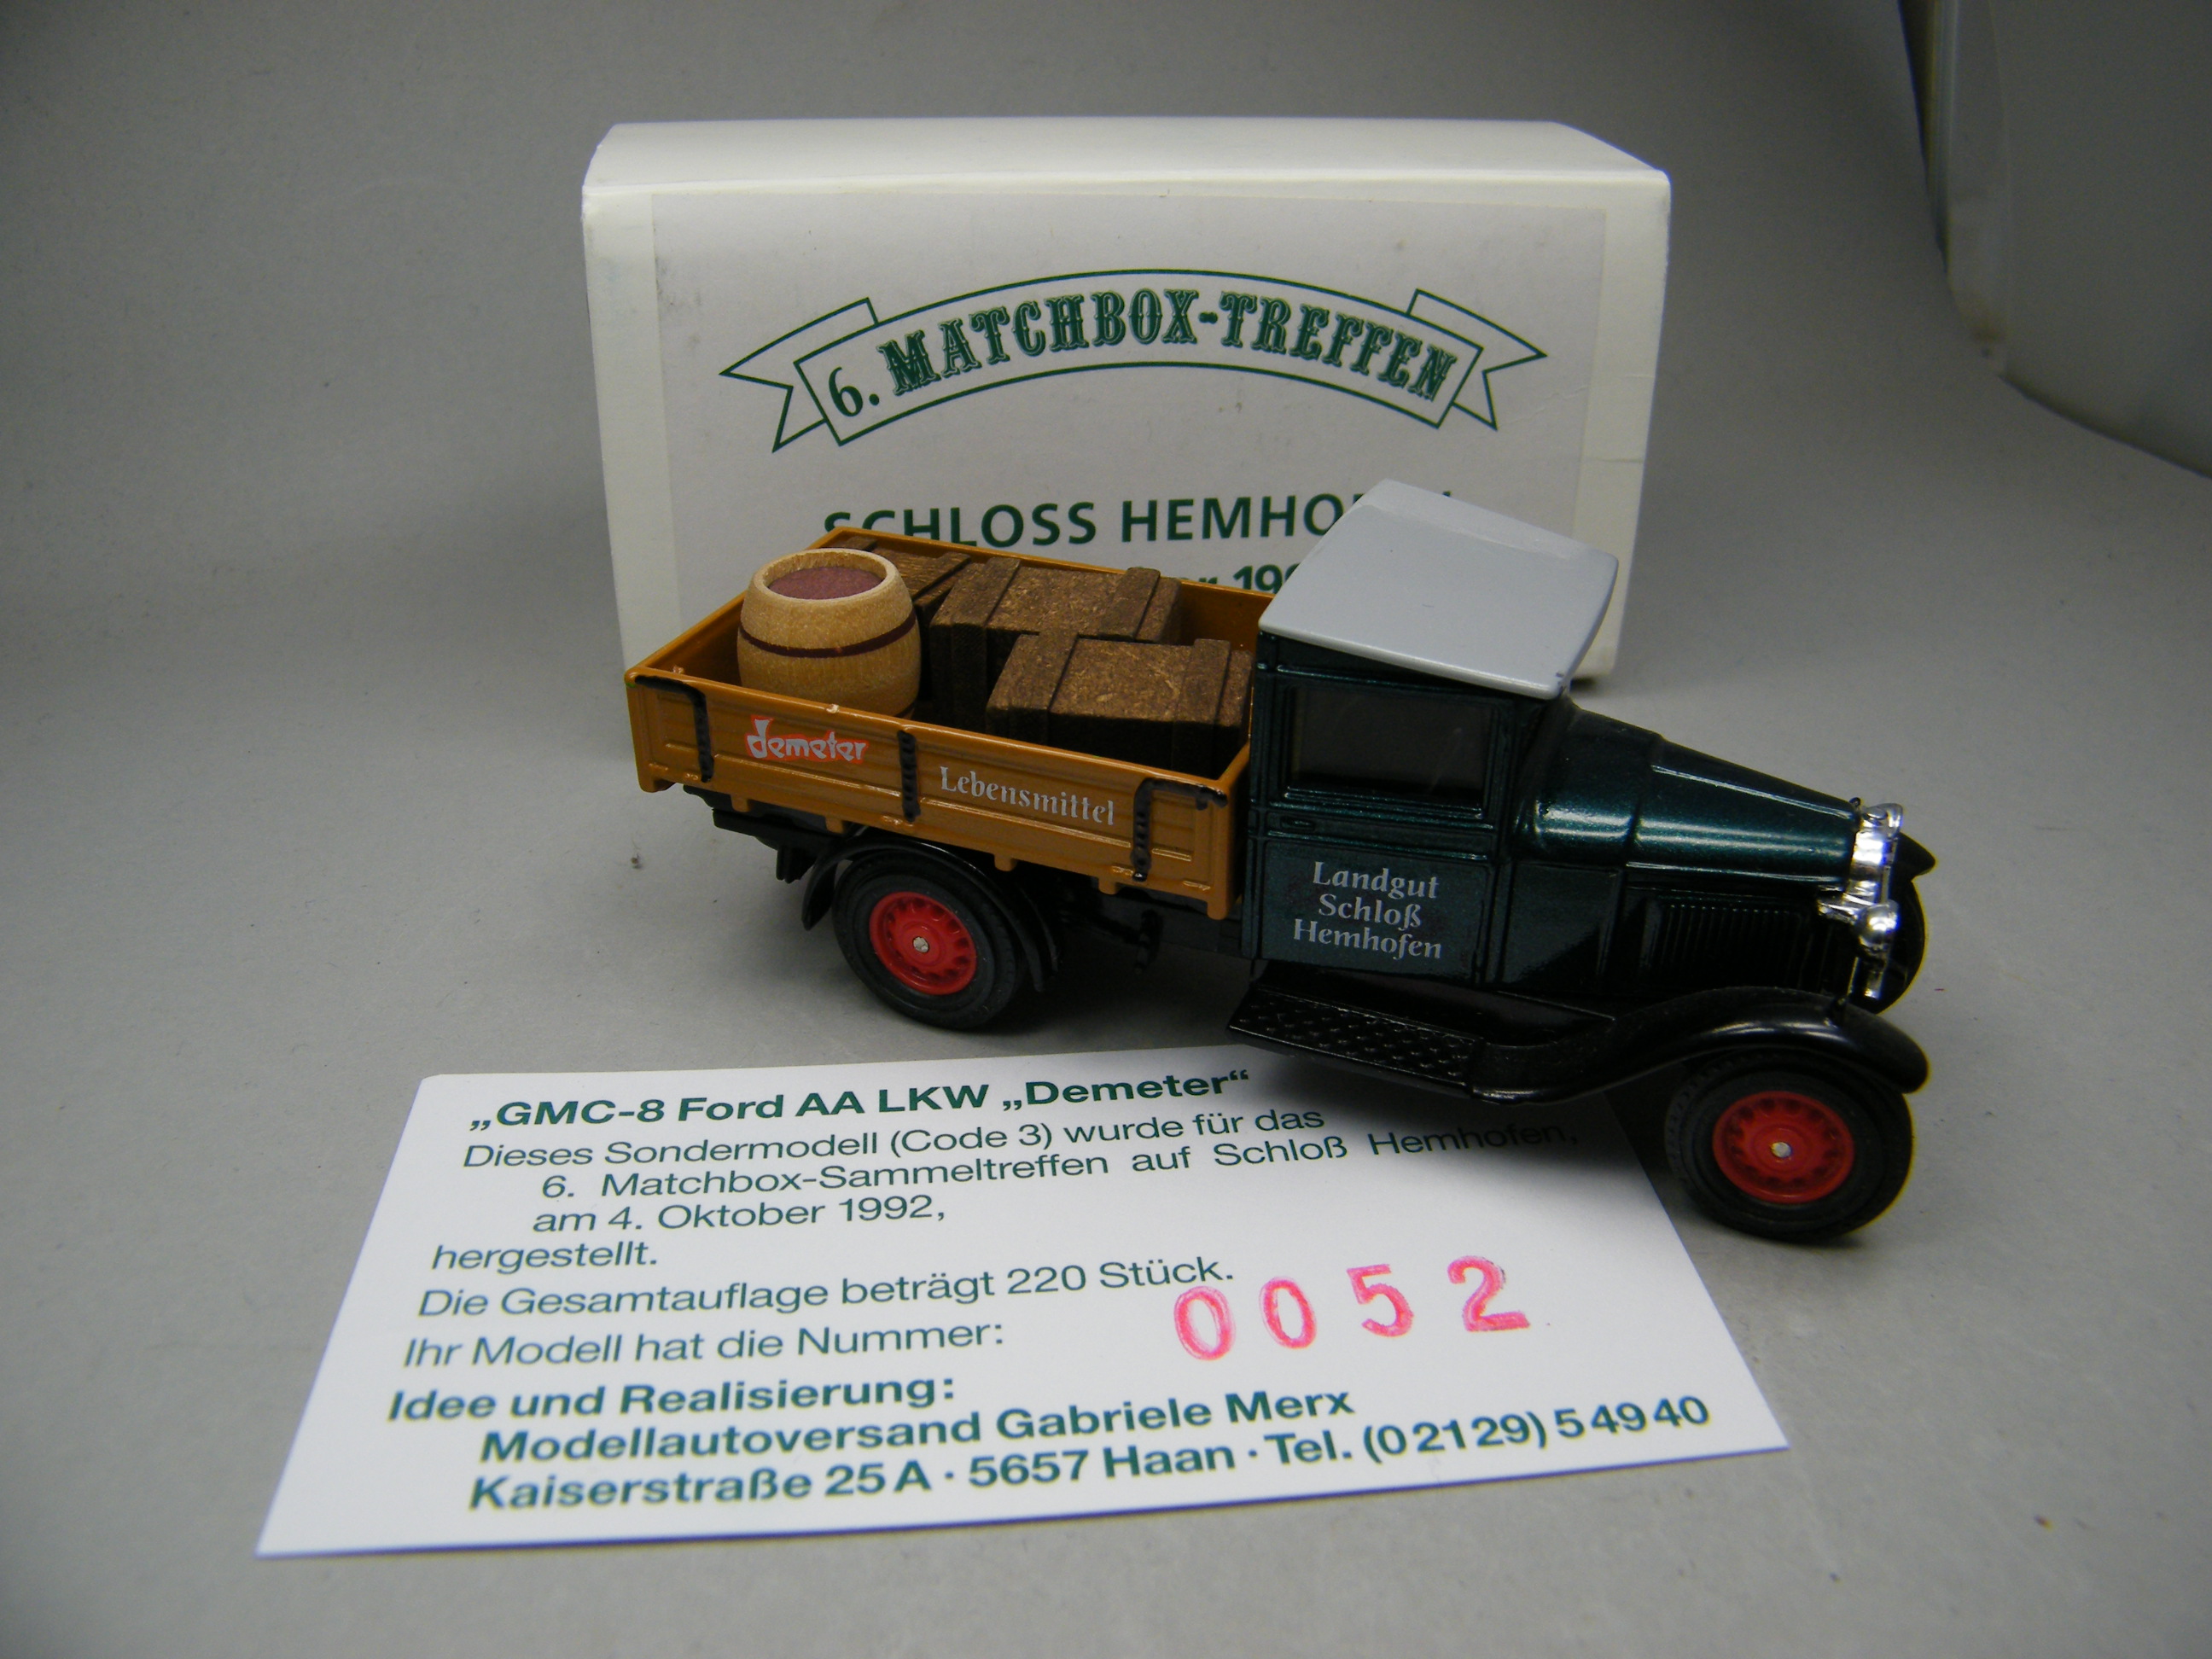 6. MATCHBOX-TREFFEN
SCHLOSS
demeter
Lebensmittel
Landgut
Schloß
Hemhofen
„GMC-8 Ford AA LKW „Demeter“
Dieses Sondermodell (Code 3) wurde für das
6. Matchbox-Sammeltreffen auf Schloß Hemhofen,
am 4. Oktober 1992,
hergestellt.
Die Gesamtauflage beträgt 220 Stück.
Ihr Modell hat die Nummer: 0052
Idee und Realisierung:
Modellautoversand Gabriele Merx
Kaiserstraße 25 A · 5657 Haan · Tel. (02129) 54940